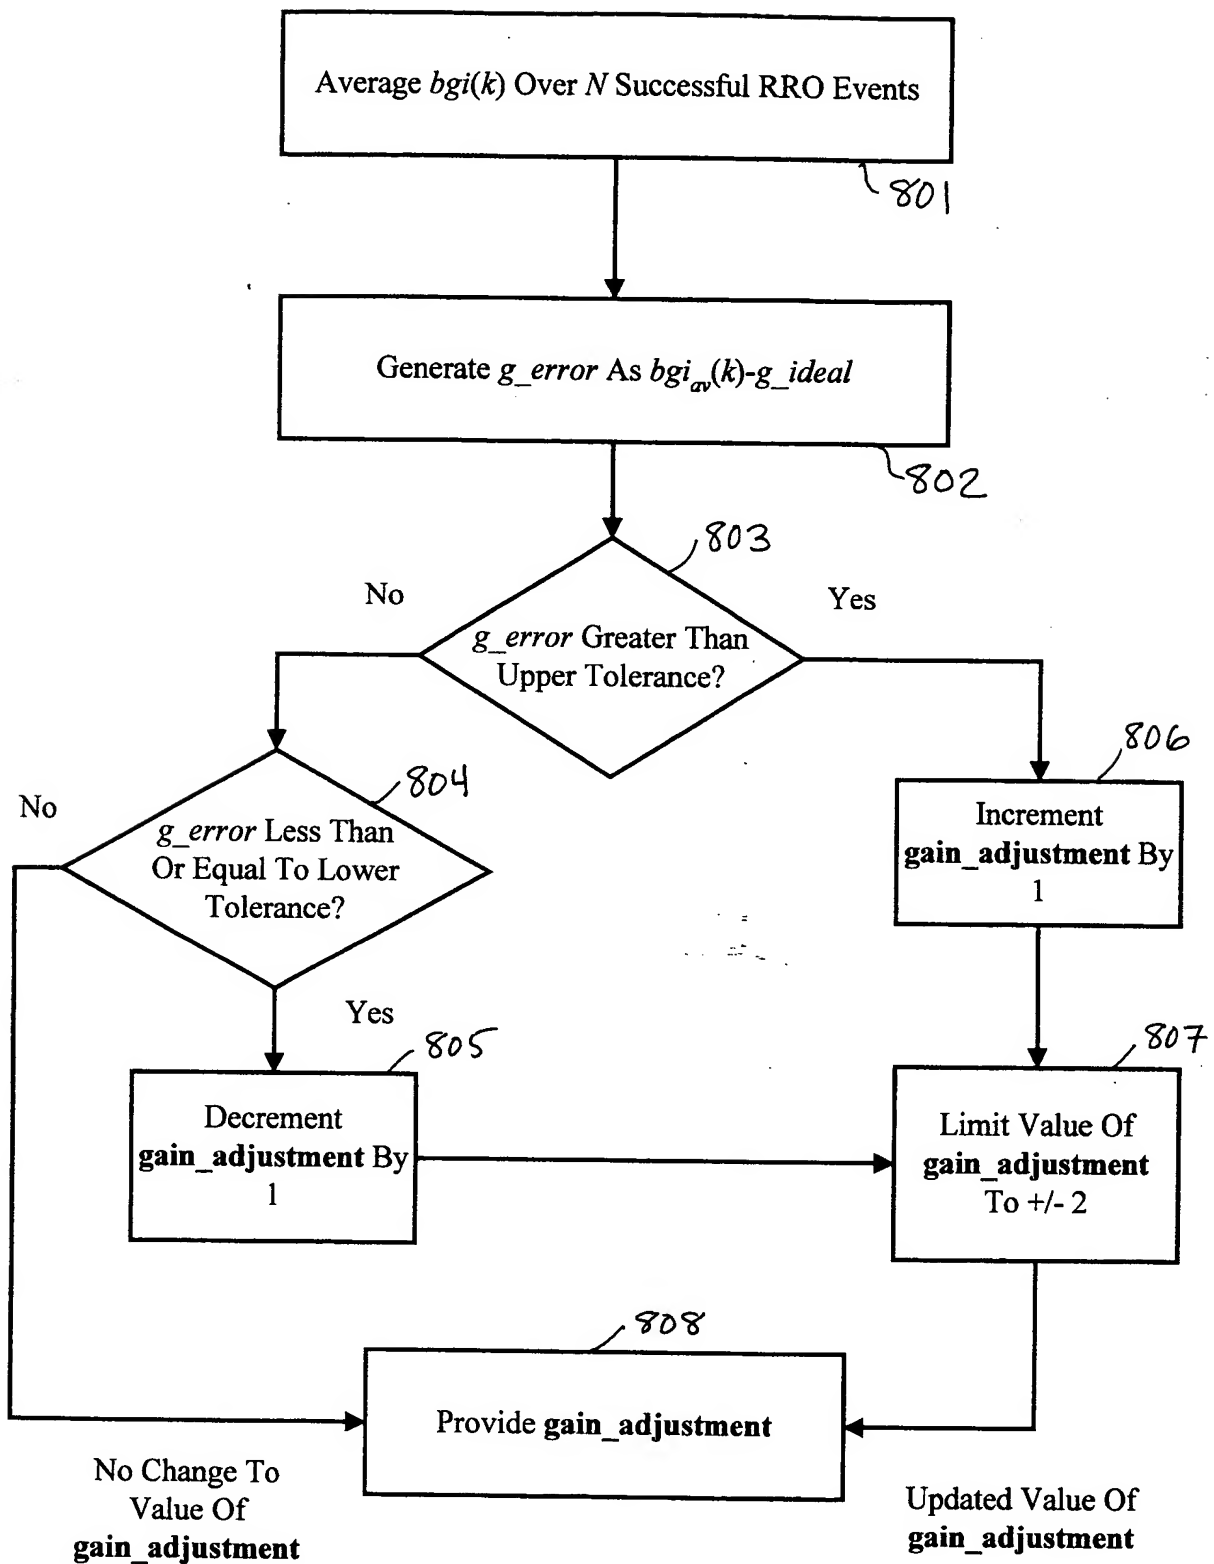 Average bgi(k) Over N Successful RRO Events
801
Generate g_error As bgi_av(k)-g_ideal
802
803
No
Yes
g_error Greater Than
Upper Tolerance?
806
804
No
g_error Less Than
Or Equal To Lower
Tolerance?
Increment
gain_adjustment By
1
Yes
805
807
Decrement
gain_adjustment By
1
Limit Value Of
gain_adjustment
To +/- 2
808
Provide gain_adjustment
No Change To
Value Of
gain_adjustment
Updated Value Of
gain_adjustment